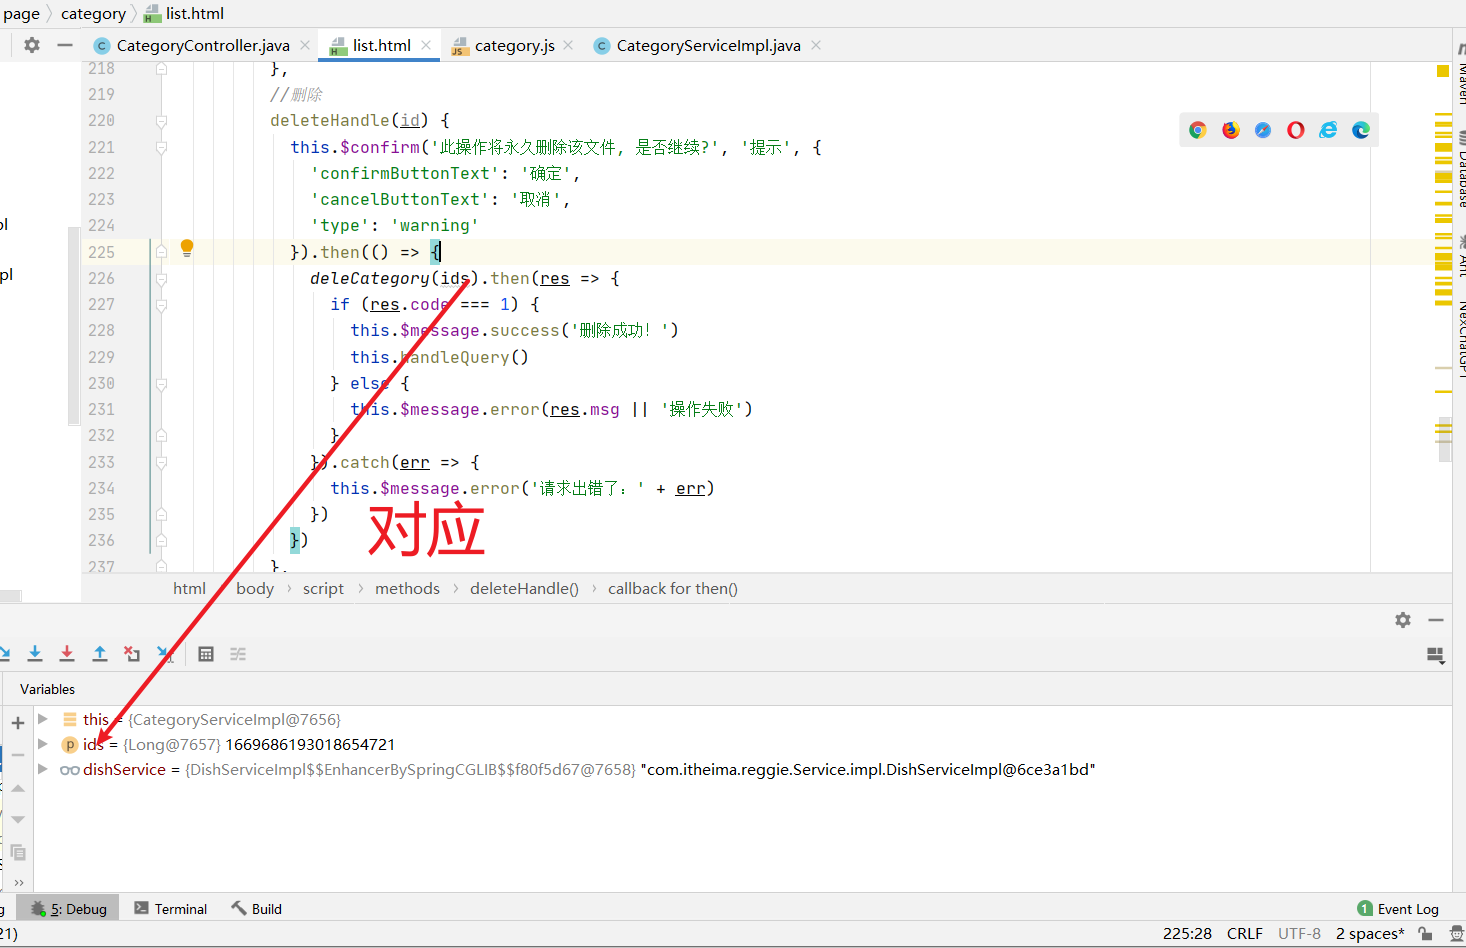 page 〉 category 〉 list.html
CategoryController.java × list.html × category.js × CategoryServiceImpl.java ×
218 },
219 //删除
220 deleteHandle(id) {
221 this.$confirm('此操作将永久删除该文件, 是否继续?', '提示', {
222 'confirmButtonText': '确定',
223 'cancelButtonText': '取消',
224 'type': 'warning'
225 }).then(() => {
226 deleCategory(ids).then(res => {
227 if (res.code === 1) {
228 this.$message.success('删除成功！')
229 this.handleQuery()
230 } else {
231 this.$message.error(res.msg || '操作失败')
232 }
233 }).catch(err => {
234 this.$message.error('请求出错了：' + err)
235 })
236 })
237 },
对应
Maven
Database
Ant
NexChatGPT
pl
pl
html › body › script › methods › deleteHandle() › callback for then()
Variables
this = {CategoryServiceImpl@7656}
ids = {Long@7657} 1669686193018654721
dishService = {DishServiceImpl$$EnhancerBySpringCGLIB$$f80f5d67@7658} "com.itheima.reggie.Service.impl.DishServiceImpl@6ce3a1bd"
5: Debug Terminal Build 1 Event Log
21) 225:28 CRLF UTF-8 2 spaces*